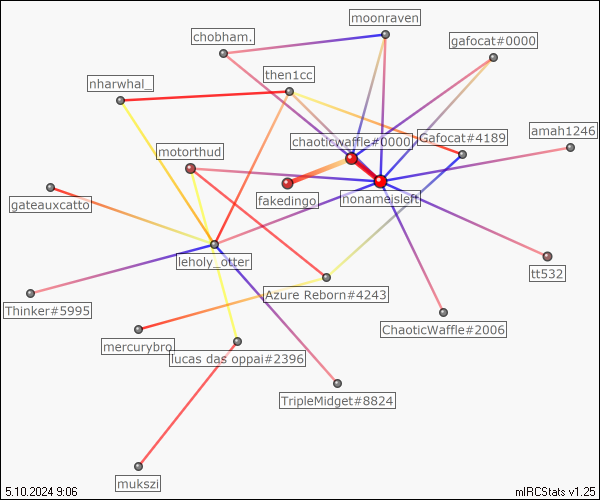 moonraven
chobham.
gafocat#0000
then1cc
nharwhal_
amah1246
chaoticwaffle#0000
Gafocat#4189
motorthud
fakedingo
nonameisleft
gateauxcatto
leholy_otter
tt532
Azure Reborn#4243
Thinker#5995
ChaoticWaffle#2006
mercurybro
lucas das oppai#2396
TripleMidget#8824
mukszi
5.10.2024 9:06
mIRCStats v1.25